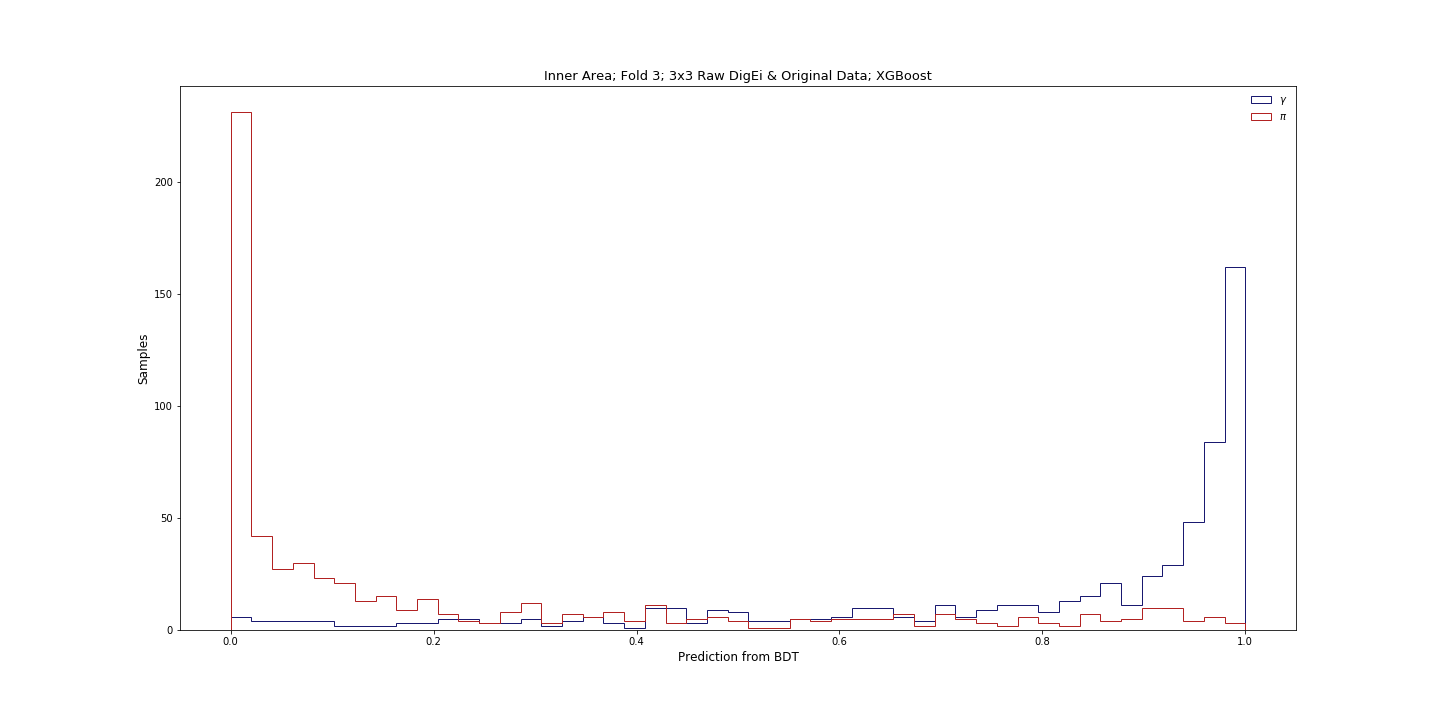 Inner Area; Fold 3; 3x3 Raw DigEi & Original Data; XGBoost
γ
π
200
150
100
50
0
Samples
0.0 0.2 0.4 0.6 0.8 1.0
Prediction from BDT